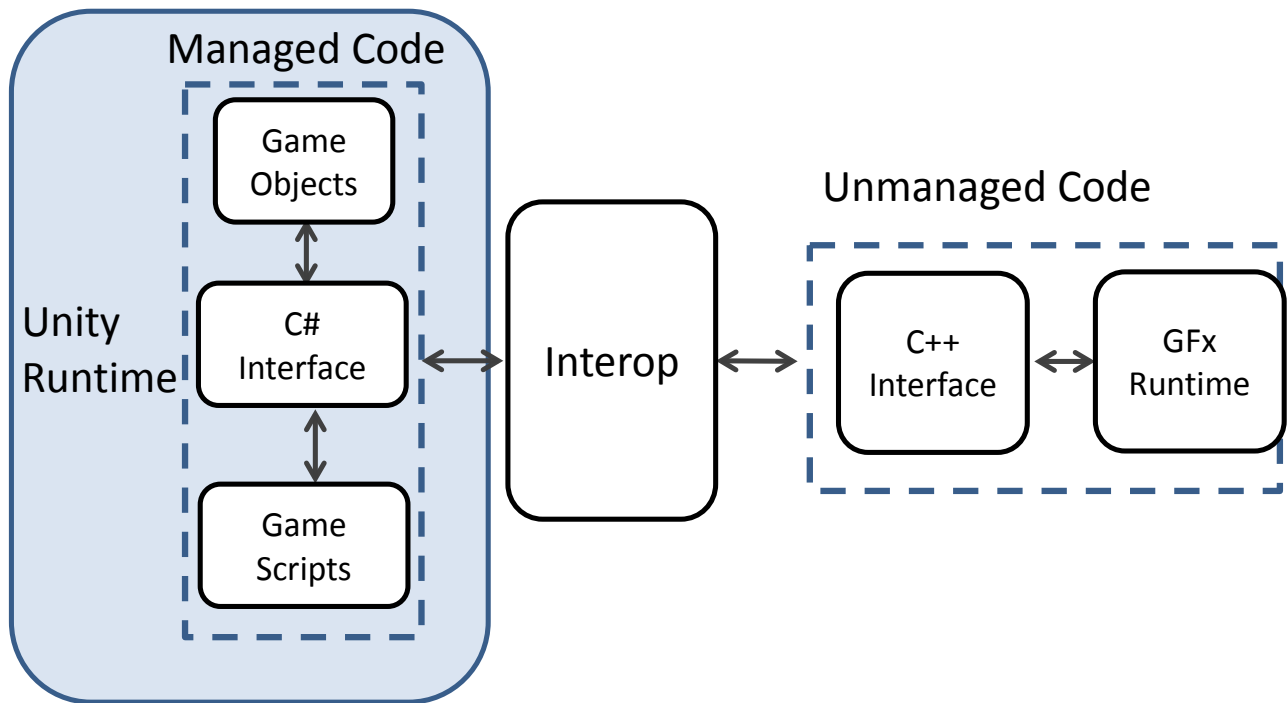 Managed Code
Game
Objects
Unity
Runtime
C#
Interface
Game
Scripts
Interop
Unmanaged Code
C++
Interface
GFx
Runtime